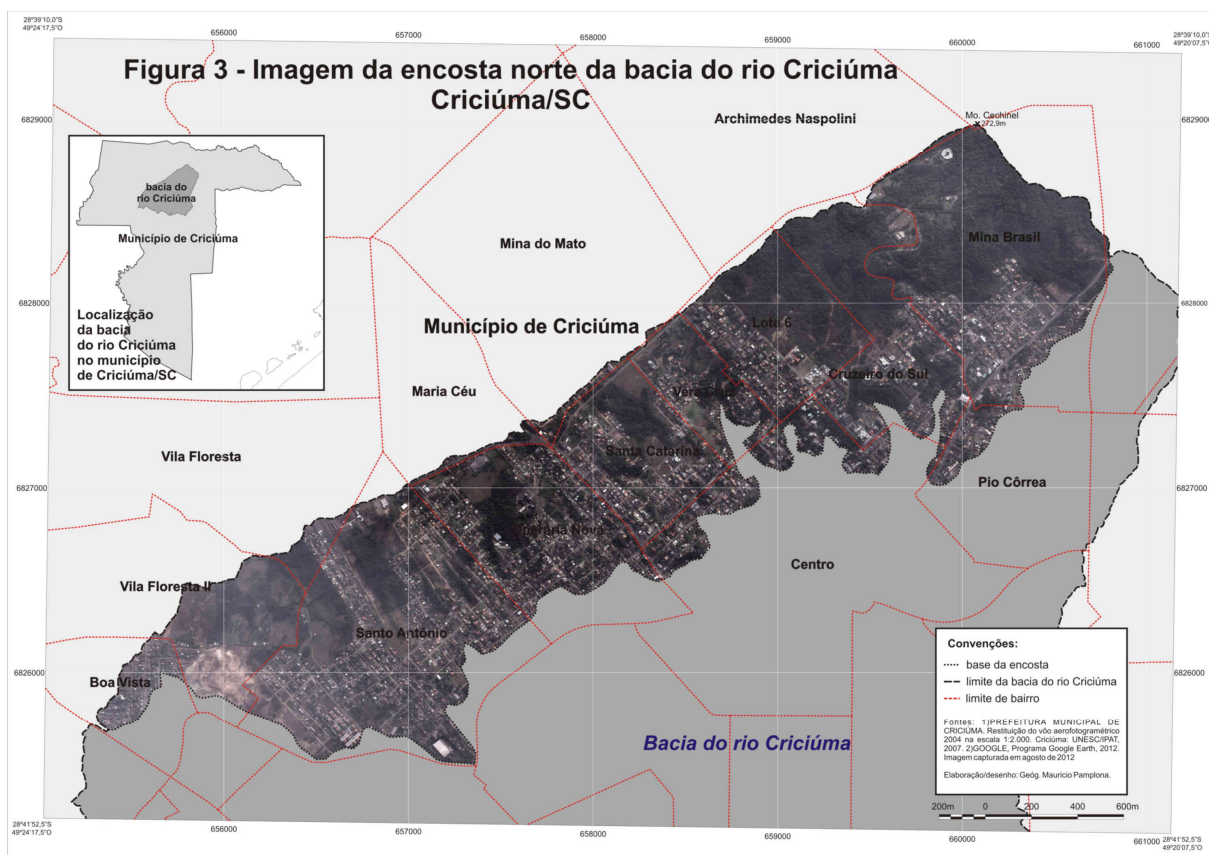 28°39'10,0"S
49°24'17,5"O
656000
657000
658000
659000
660000
661000
28°39'10,0"S
49°20'07,5"O
Figura 3 - Imagem da encosta norte da bacia do rio Criciúma
Criciúma/SC
6829000
Archimedes Naspolini
Mo. Cechinel
272,9m
6829000
bacia do
rio Criciúma
Município de Criciúma
Mina do Mato
Mina Brasil
6828000
6828000
Localização
da bacia
do rio Criciúma
no município
de Criciúma/SC
Município de Criciúma
Lote 6
Cruzeiro do Sul
Maria Céu
Vila Floresta
Santa Catarina
Pio Côrrea
6827000
6827000
Nova
Centro
Vila Floresta II
Santo Antônio
6826000
6826000
Boa Vista
Bacia do rio Criciúma
Convenções:
base da encosta
limite da bacia do rio Criciúma
limite de bairro
Fontes: 1)PREFEITURA MUNICIPAL DE
CRICIÚMA. Restituição do vôo aerofotogramétrico
2004 na escala 1:2.000. Criciúma: UNESC/IPAT,
2007. 2)GOOGLE, Programa Google Earth, 2012.
Imagem capturada em agosto de 2012
Elaboração/desenho: Geóg. Mauricio Pamplona.
200m 0 200 400 600m
28°41'52,5"S
49°24'17,5"O
656000
657000
658000
659000
660000
661000
28°41'52,5"S
49°20'07,5"O